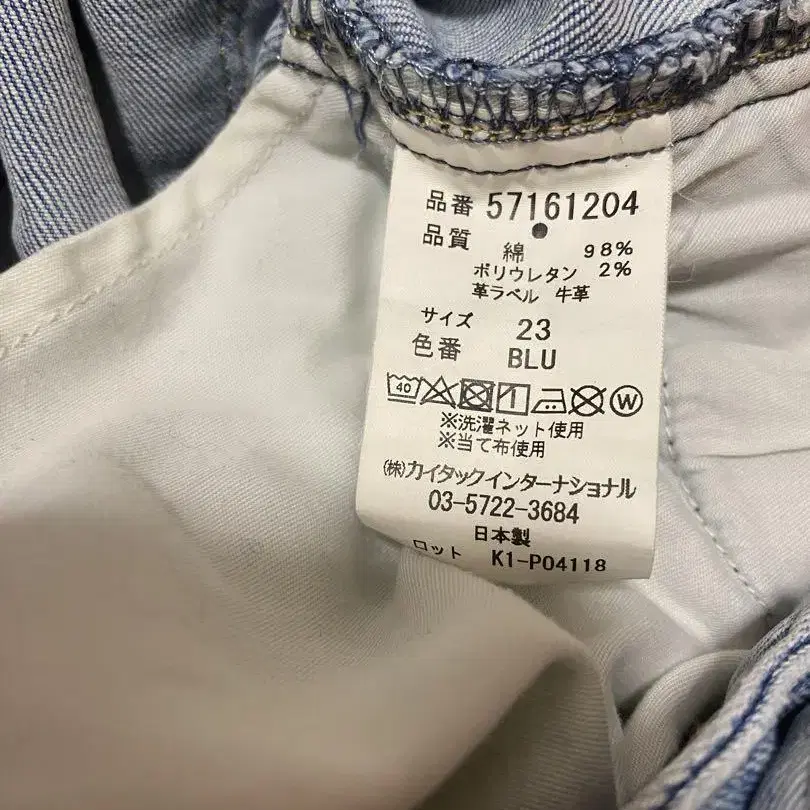 品番 57161204
品質 綿 98%
ポリウレタン 2%
革ラベル 牛革
サイズ 23
色番 BLU
40 W
※洗濯ネット使用
※当て布使用
(株)カイタックインターナショナル
03-5722-3684
日本製
ロット K1-P04118